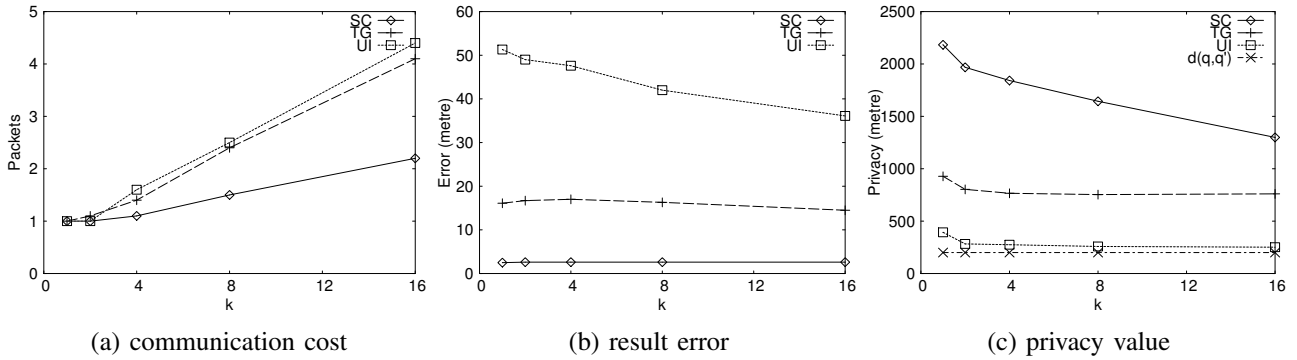 5
4
3
2
1
0
0 4 8 12 16
Packets
k
SC
TG
UI
(a) communication cost
60
50
40
30
20
10
0
0 4 8 12 16
Error (metre)
k
SC
TG
UI
(b) result error
2500
2000
1500
1000
500
0
0 4 8 12 16
Privacy (metre)
k
SC
TG
UI
d(q,q')
(c) privacy value